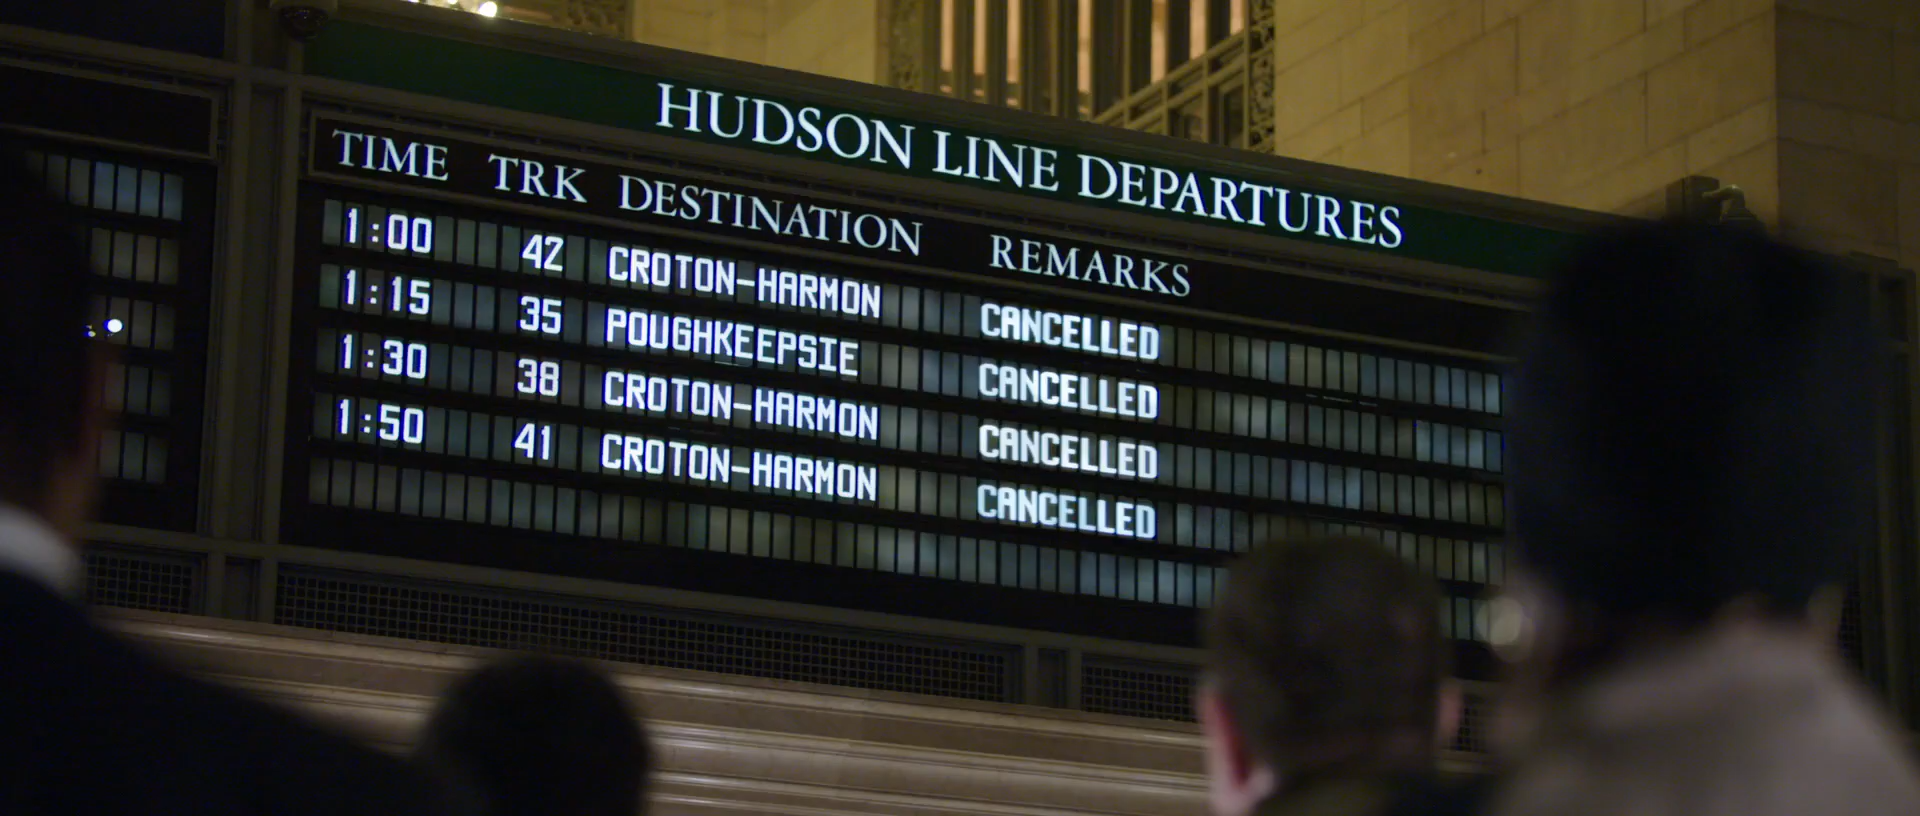 HUDSON LINE DEPARTURES
TIME TRK DESTINATION REMARKS
1:00 42 CROTON-HARMON CANCELLED
1:15 35 POUGHKEEPSIE CANCELLED
1:30 38 CROTON-HARMON CANCELLED
1:50 41 CROTON-HARMON CANCELLED